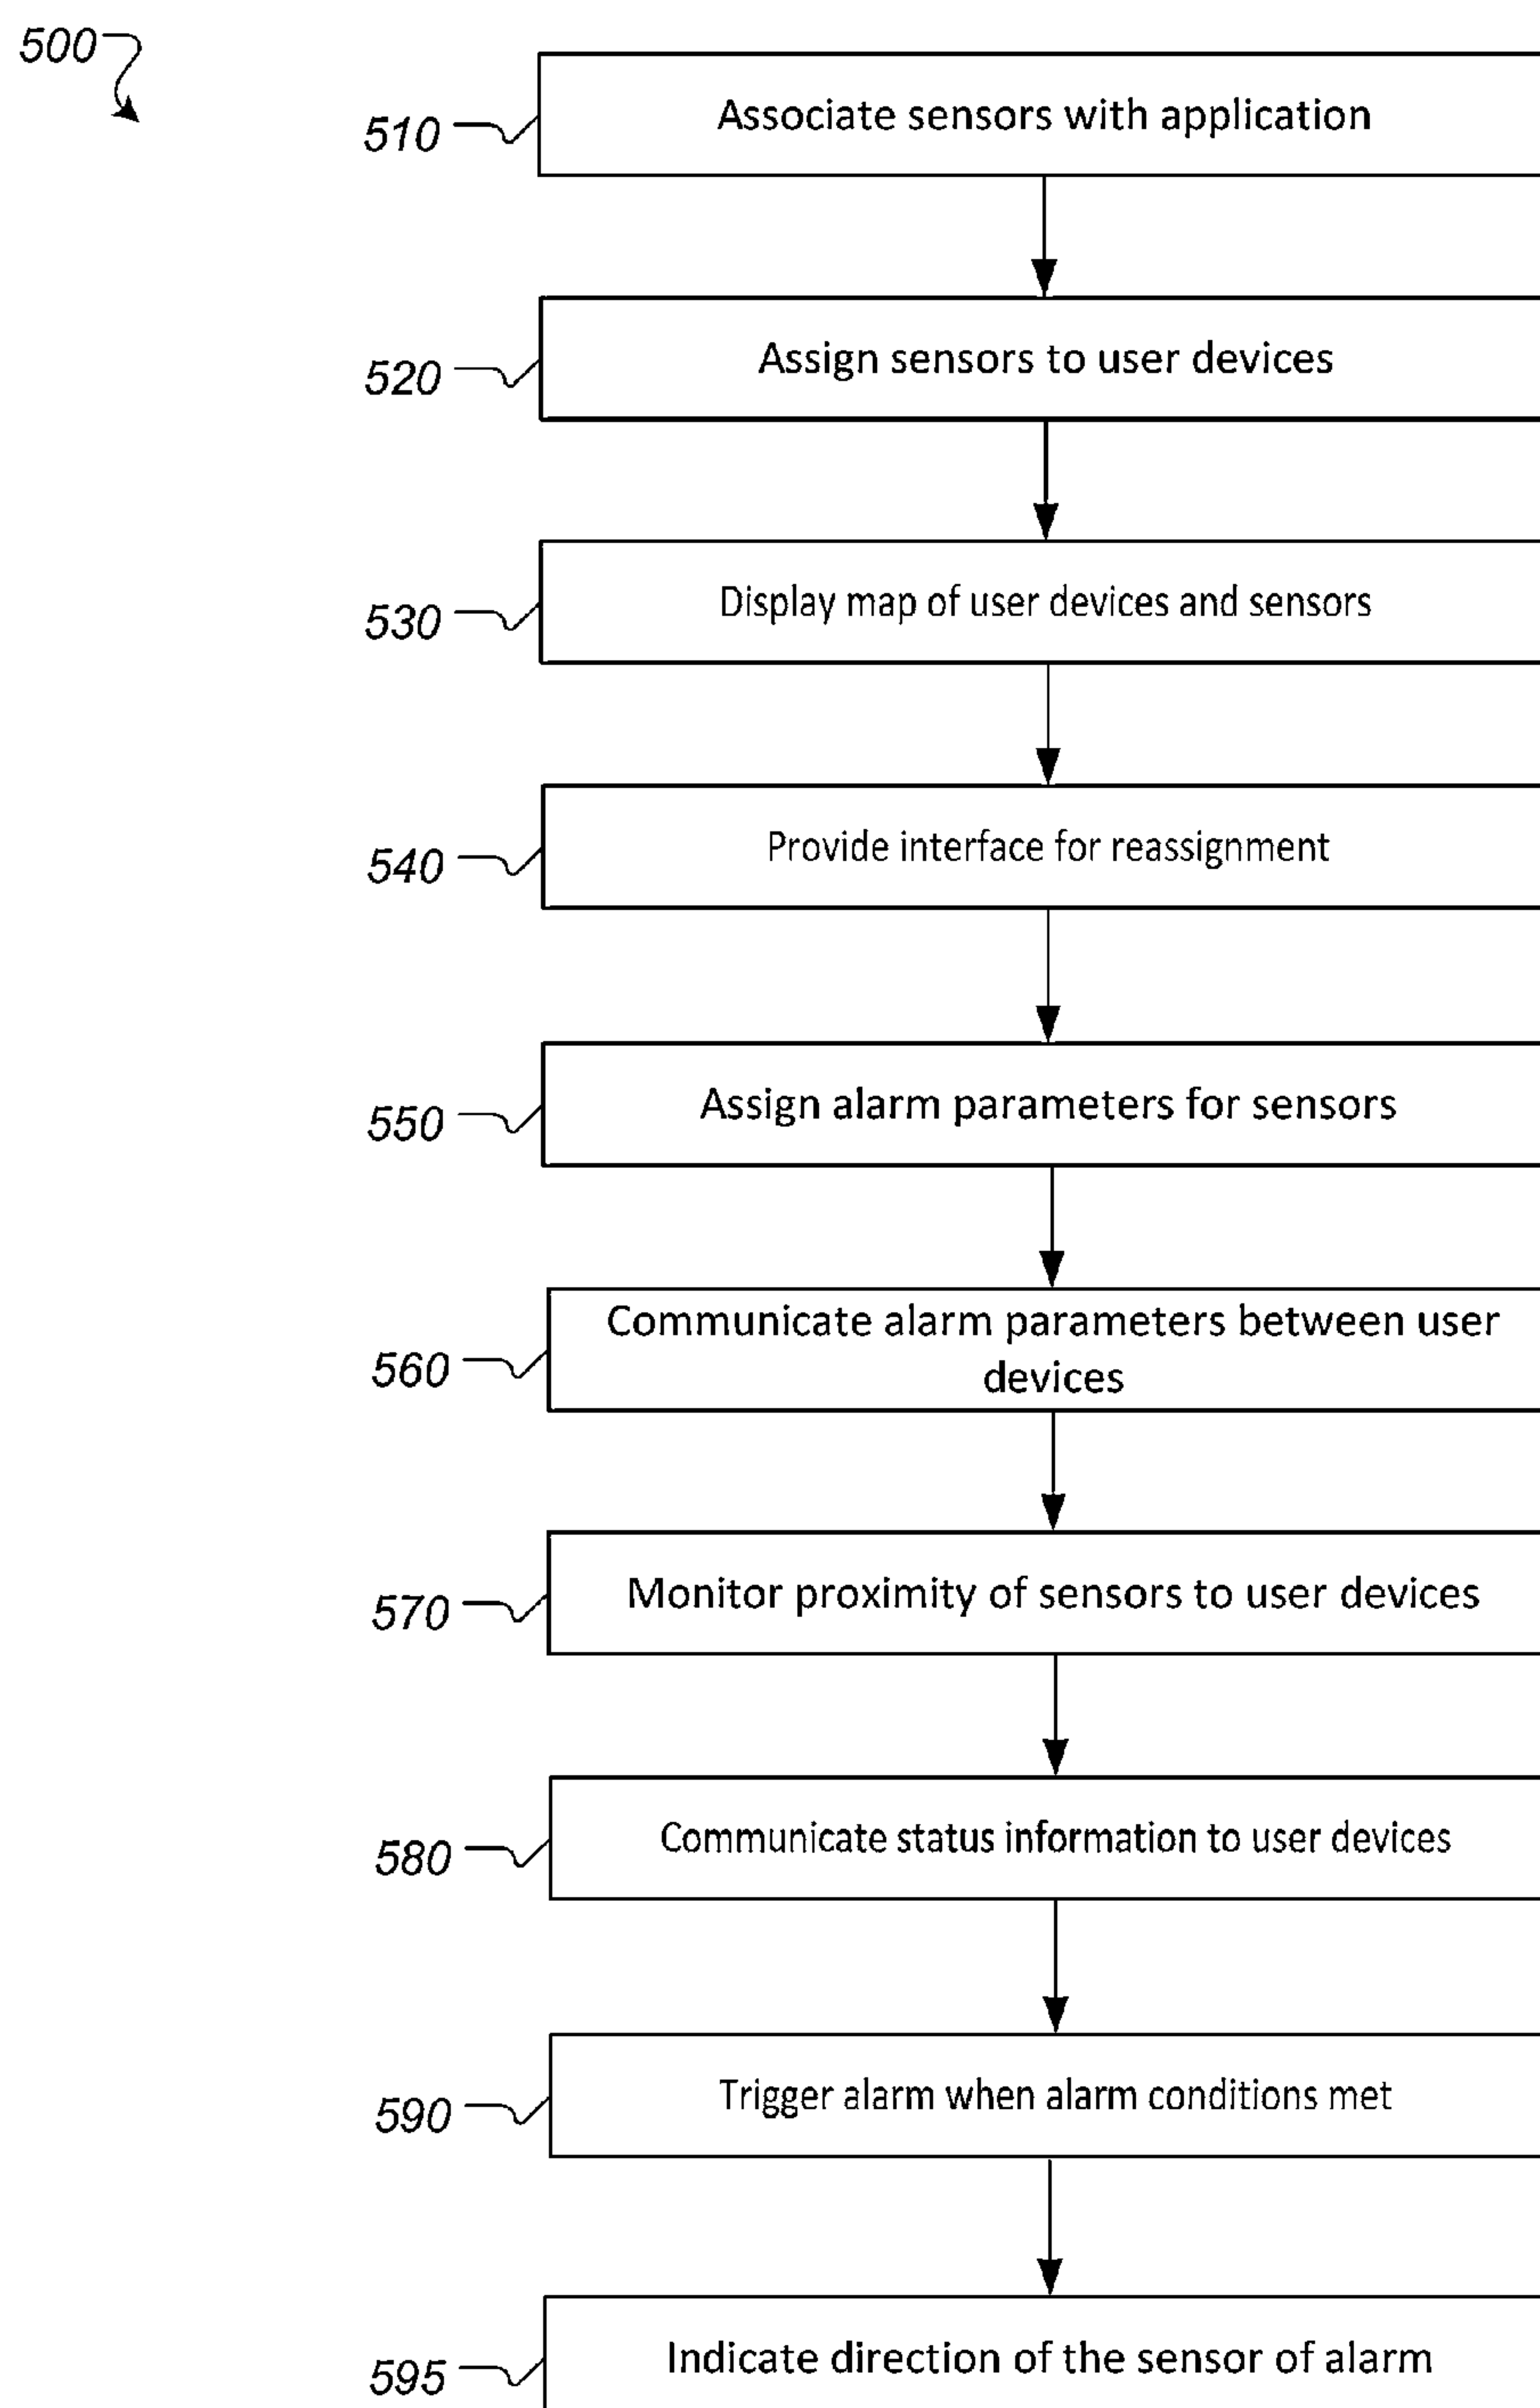 500
510
Associate sensors with application
520
Assign sensors to user devices
530
Display map of user devices and sensors
540
Provide interface for reassignment
550
Assign alarm parameters for sensors
560
Communicate alarm parameters between user
devices
570
Monitor proximity of sensors to user devices
580
Communicate status information to user devices
590
Trigger alarm when alarm conditions met
595
Indicate direction of the sensor of alarm